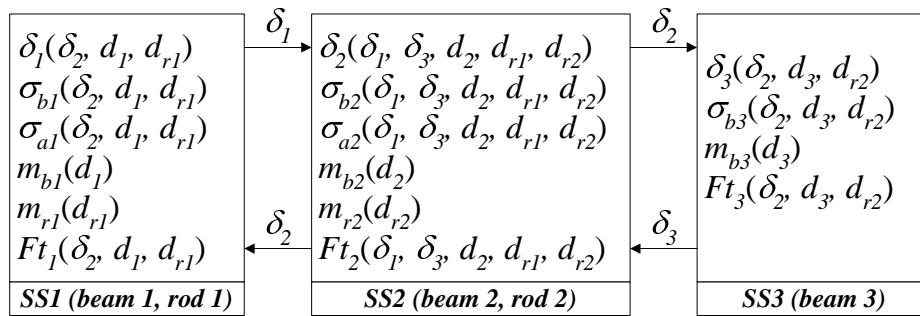 δ1(δ2, d1, dr1)
σb1(δ2, d1, dr1)
σa1(δ2, d1, dr1)
mb1(d1)
mr1(dr1)
Ft1(δ2, d1, dr1)
SS1 (beam 1, rod 1)
δ1
δ2
δ2(δ1, δ3, d2, dr1, dr2)
σb2(δ1, δ3, d2, dr1, dr2)
σa2(δ1, δ3, d2, dr1, dr2)
mb2(d2)
mr2(dr2)
Ft2(δ1, δ3, d2, dr1, dr2)
SS2 (beam 2, rod 2)
δ2
δ3
δ3(δ2, d3, dr2)
σb3(δ2, d3, dr2)
mb3(d3)
Ft3(δ2, d3, dr2)
SS3 (beam 3)